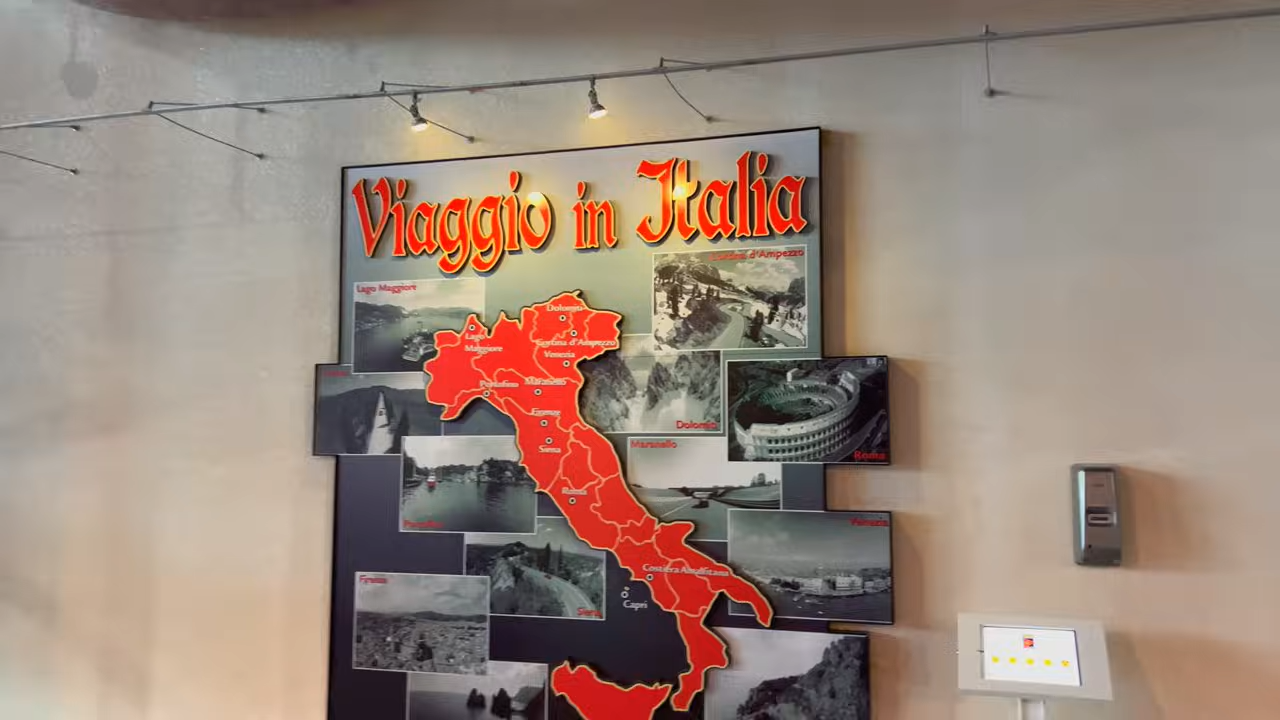 Viaggio in Italia
Cortina d'Ampezzo
Lago Maggiore
Dolomiti
Lago
Maggiore
Cortina d'Ampezzo
Venezia
Portofino
Maranello
Firenze
Siena
Roma
Costiera Amalfitana
Capri
Dolomiti
Roma
Maranello
Portofino
Venezia
Siena
Firenze